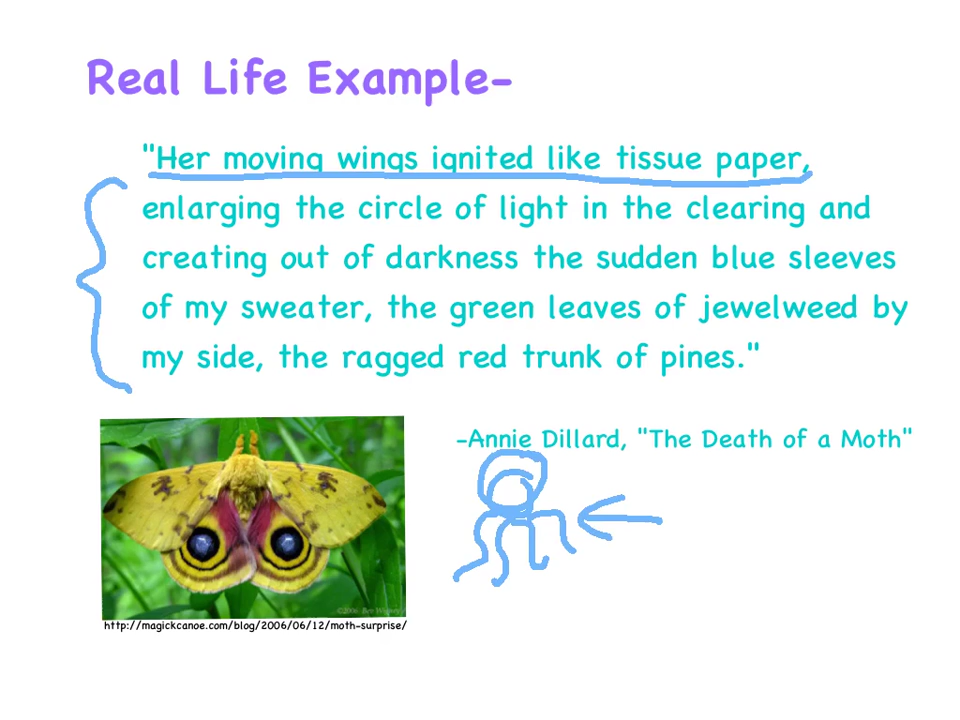 Real Life Example-
"Her moving wings ignited like tissue paper,
enlarging the circle of light in the clearing and
creating out of darkness the sudden blue sleeves
of my sweater, the green leaves of jewelweed by
my side, the ragged red trunk of pines."
-Annie Dillard, "The Death of a Moth"
©2006 Bev Wigney
http://magickcanoe.com/blog/2006/06/12/moth-surprise/